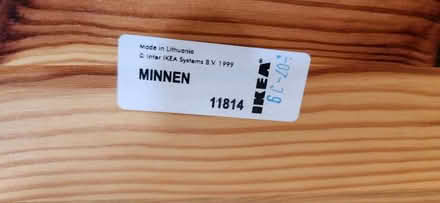 Made in Lithuania
© Inter IKEA Systems B.V. 1999
MINNEN
11814
IKEA